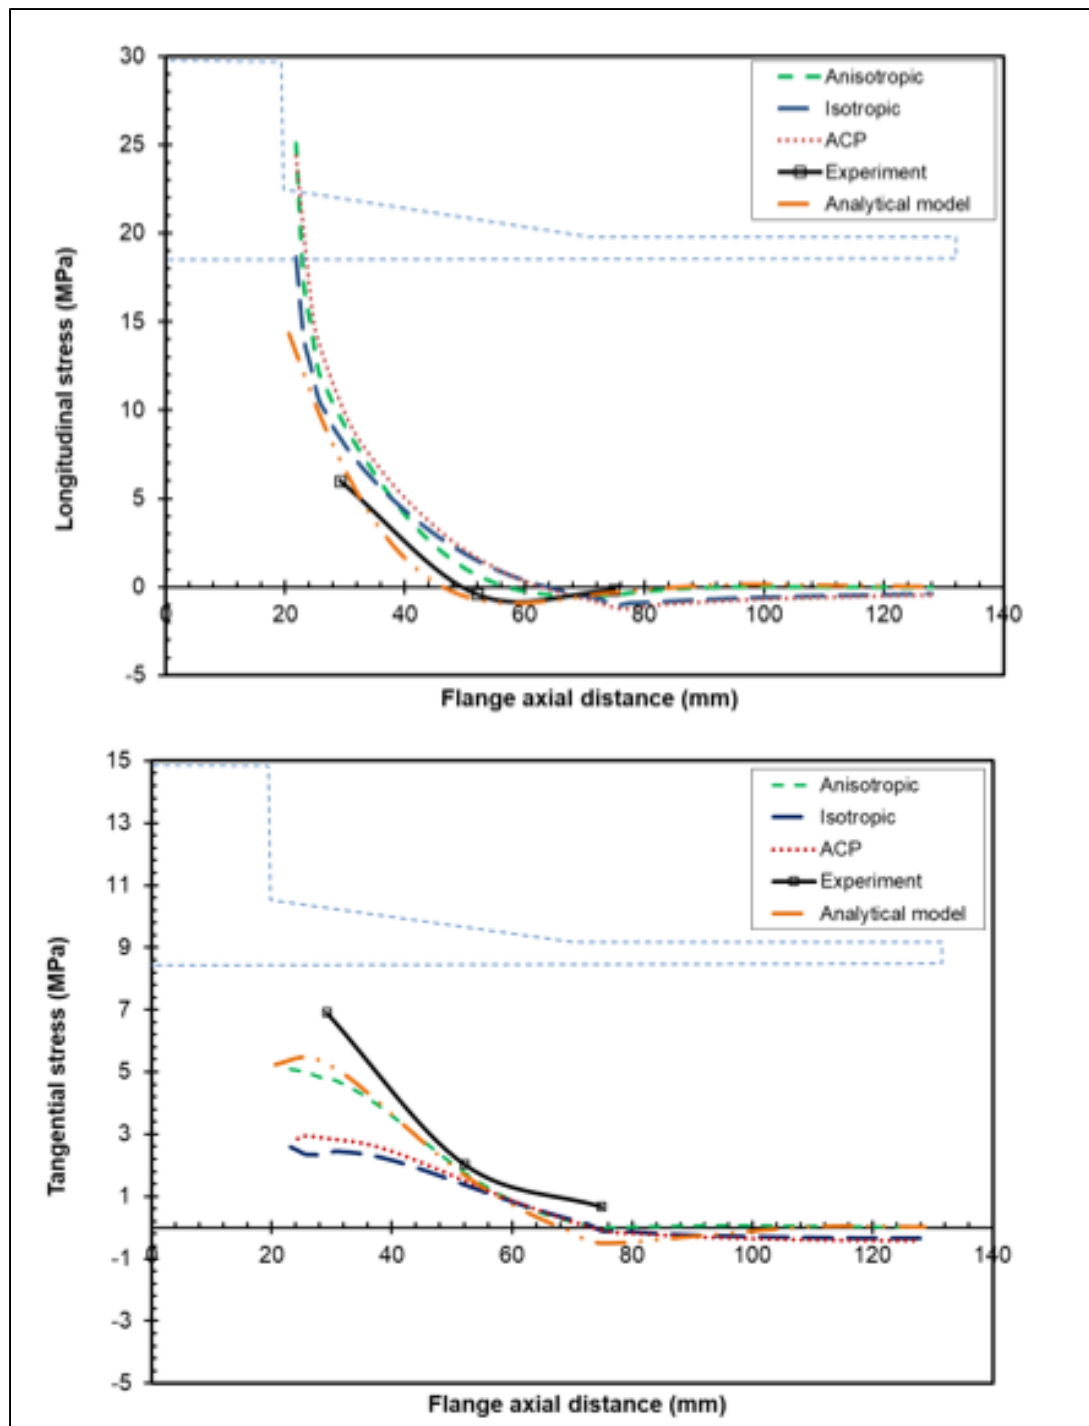 30
25
20
15
10
5
0
-5
0 20 40 60 80 100 120 140
Longitudinal stress (MPa)
Flange axial distance (mm)
Anisotropic
Isotropic
ACP
Experiment
Analytical model
15
13
11
9
7
5
3
1
-1
-3
-5
0 20 40 60 80 100 120 140
Tangential stress (MPa)
Flange axial distance (mm)
Anisotropic
Isotropic
ACP
Experiment
Analytical model